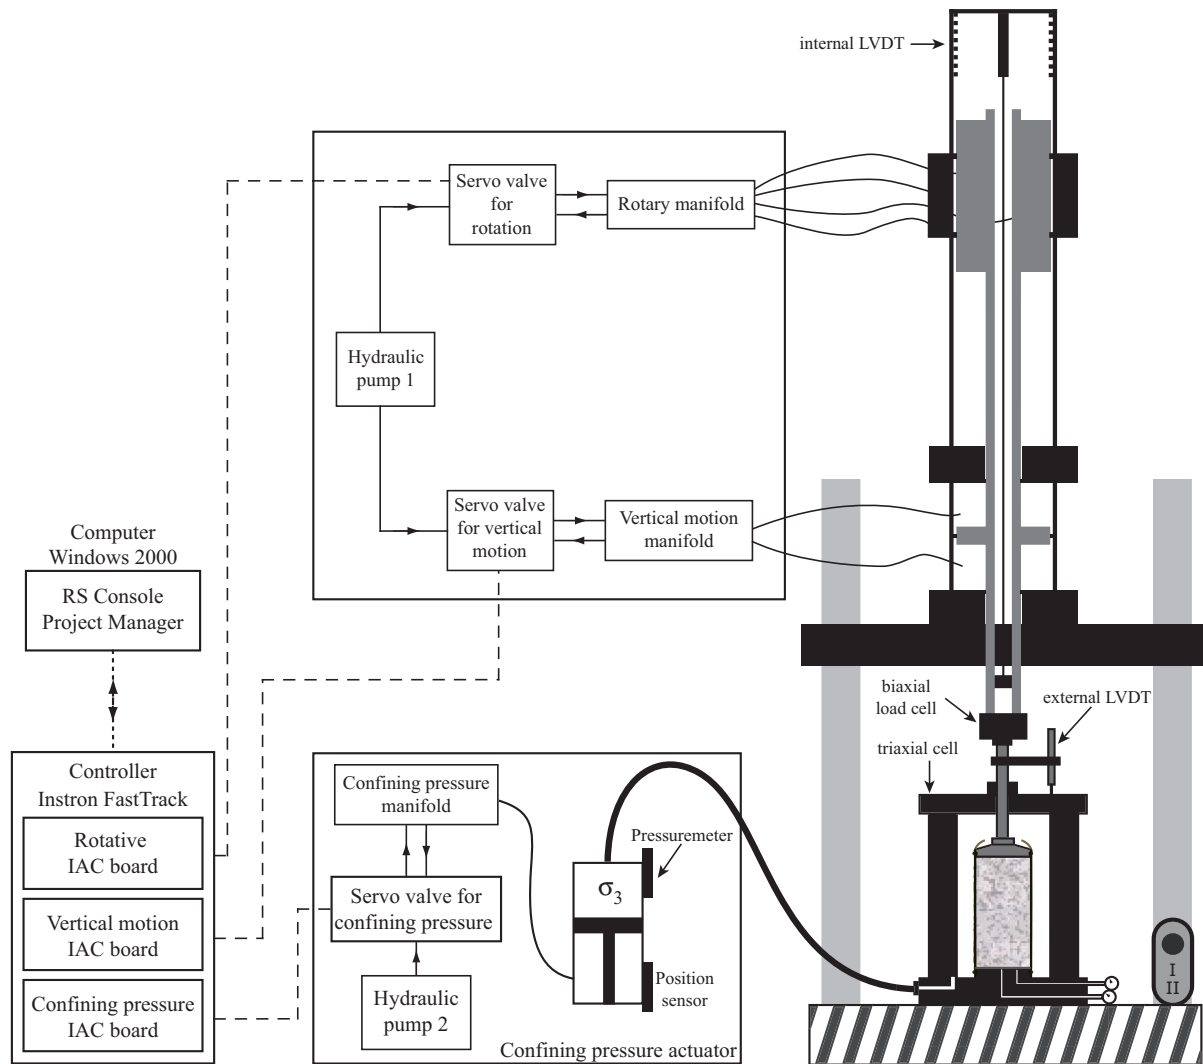 internal LVDT
Servo valve
for
rotation
Rotary manifold
Hydraulic
pump 1
Servo valve
for vertical
motion
Vertical motion
manifold
Computer
Windows 2000
RS Console
Project Manager
Controller
Instron FastTrack
Rotative
IAC board
Vertical motion
IAC board
Confining pressure
IAC board
Confining pressure
manifold
Servo valve for
confining pressure
Hydraulic
pump 2
σ3
Pressuremeter
Position
sensor
Confining pressure actuator
biaxial
load cell
external LVDT
triaxial cell
I
II